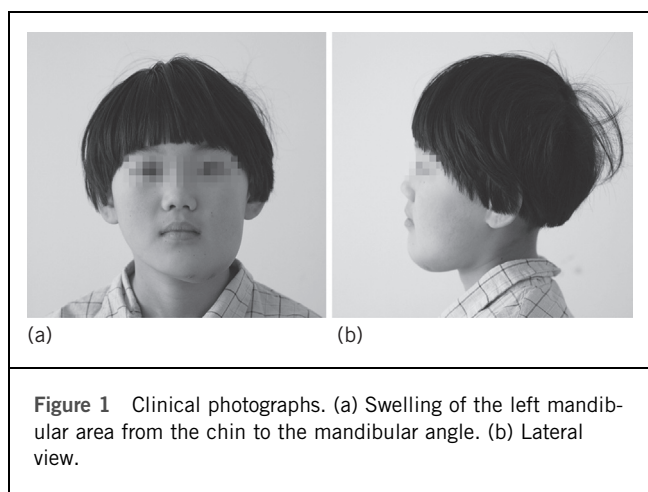 (a)
(b)
Figure 1 Clinical photographs. (a) Swelling of the left mandib-
ular area from the chin to the mandibular angle. (b) Lateral
view.